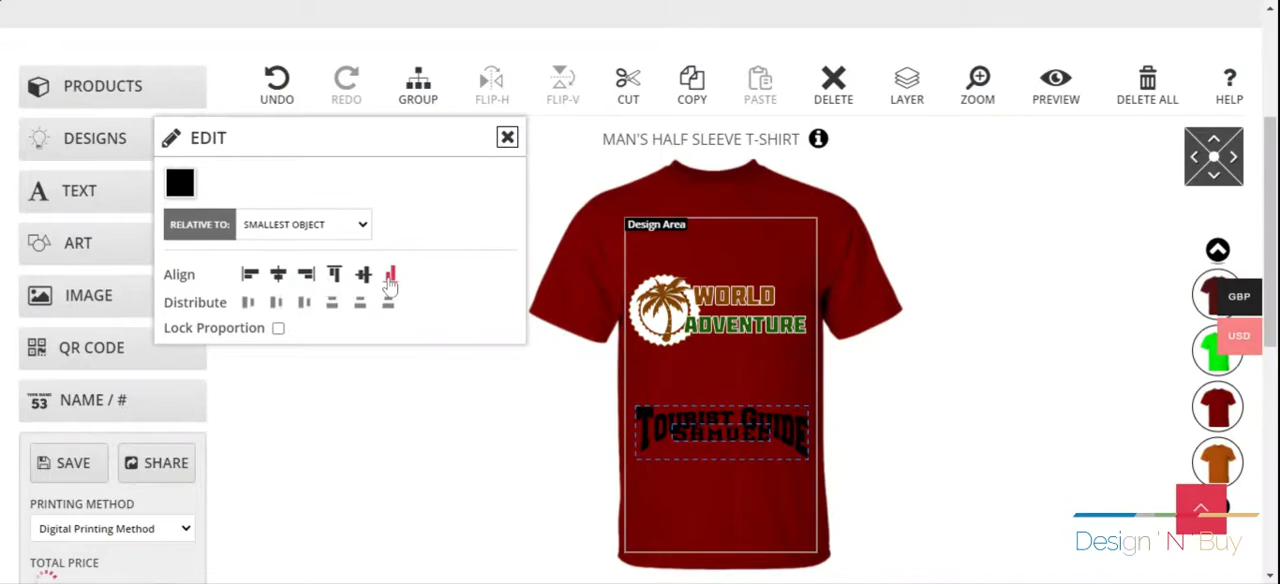 PRODUCTS
UNDO
REDO
GROUP
FLIP-H
FLIP-V
CUT
COPY
PASTE
DELETE
LAYER
ZOOM
PREVIEW
DELETE ALL
HELP
DESIGNS
EDIT
MAN'S HALF SLEEVE T-SHIRT
TEXT
RELATIVE TO:
SMALLEST OBJECT
Design Area
ART
Align
Distribute
Lock Proportion
IMAGE
WORLD
ADVENTURE
GBP
USD
QR CODE
YOUR NAME
53
NAME / #
TOURIST GUIDE
SAVE
SHARE
PRINTING METHOD
Digital Printing Method
TOTAL PRICE
Design 'N' Buy